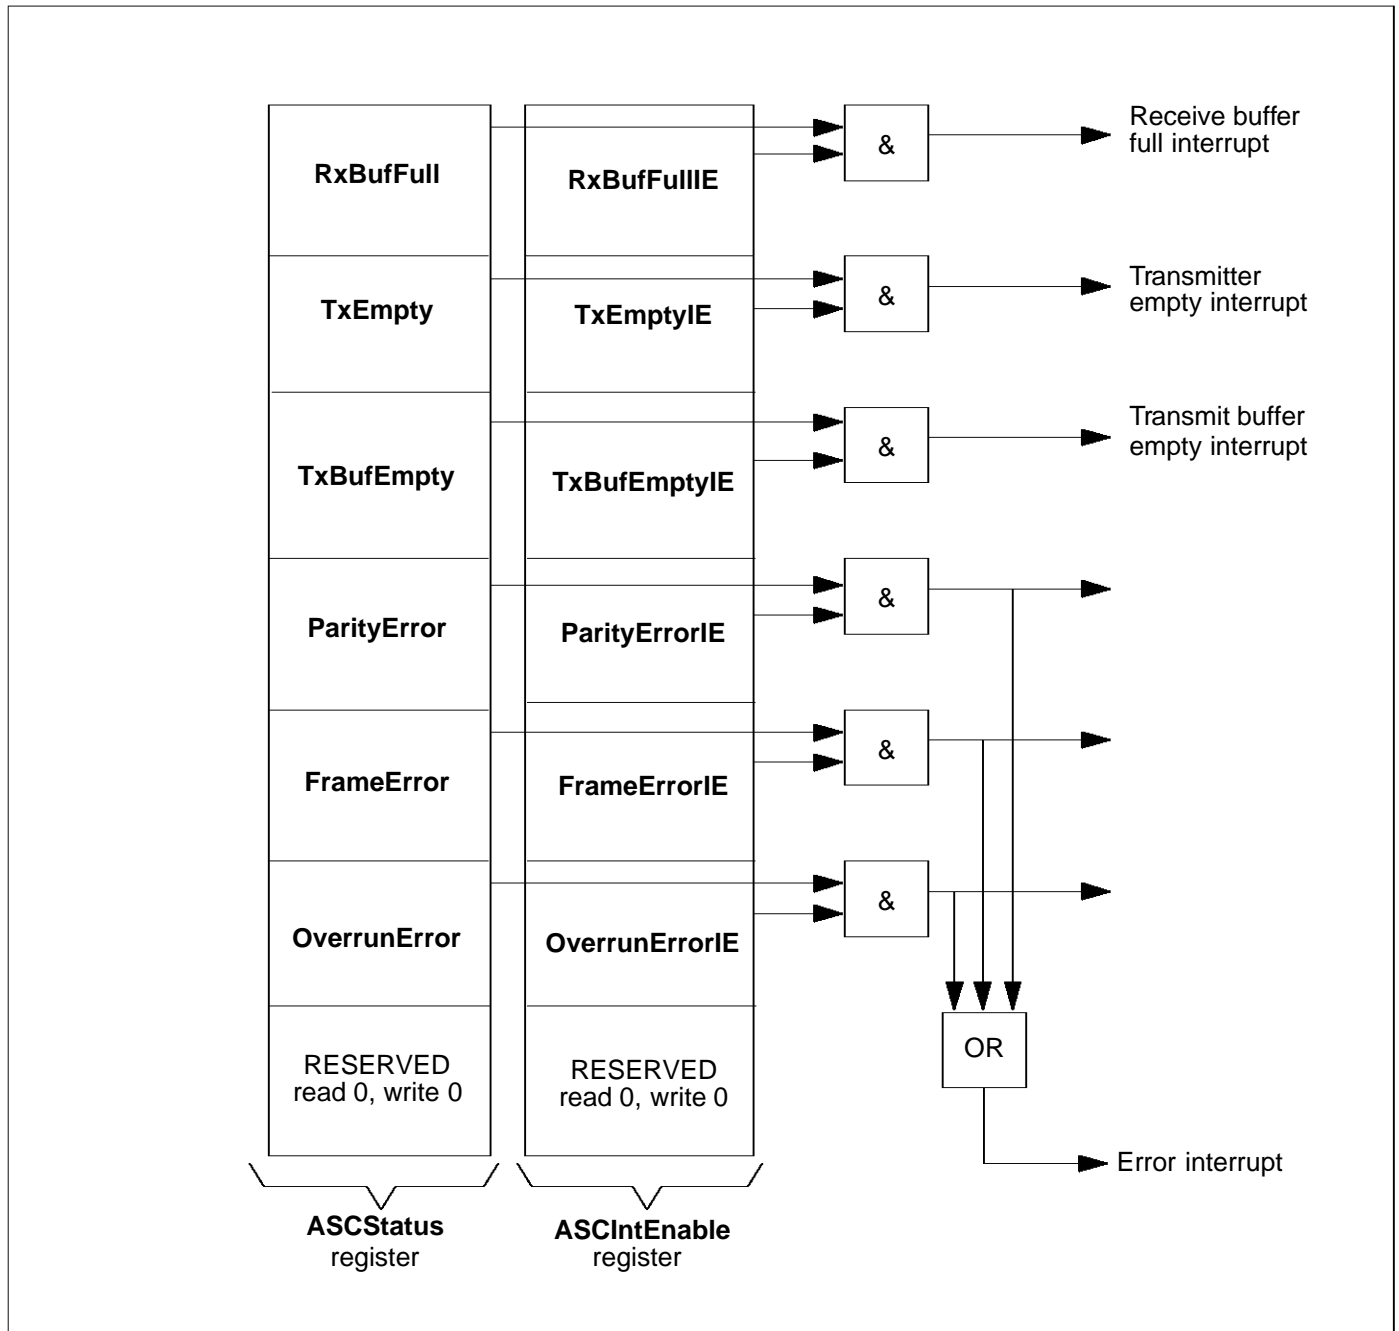 RxBufFull
RxBufFullIE
&
Receive buffer
full interrupt
TxEmpty
TxEmptyIE
&
Transmitter
empty interrupt
TxBufEmpty
TxBufEmptyIE
&
Transmit buffer
empty interrupt
ParityError
ParityErrorIE
&
FrameError
FrameErrorIE
&
OverrunError
OverrunErrorIE
&
RESERVED
read 0, write 0
RESERVED
read 0, write 0
OR
Error interrupt
ASCStatus
register
ASCIntEnable
register